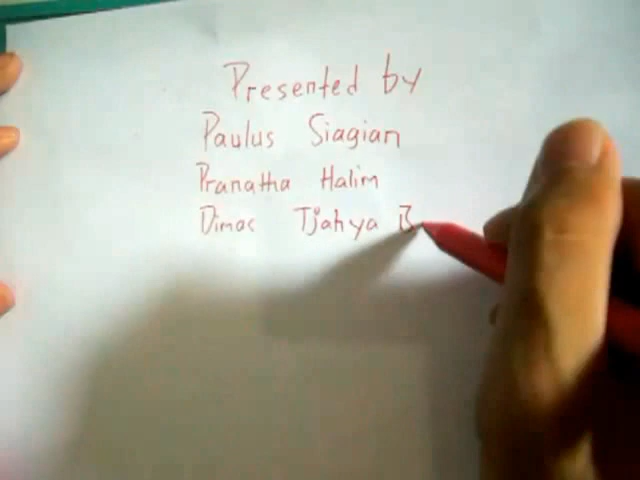 Presented by
Paulus Siagian
Pranatha Halim
Dimas Tjahya B